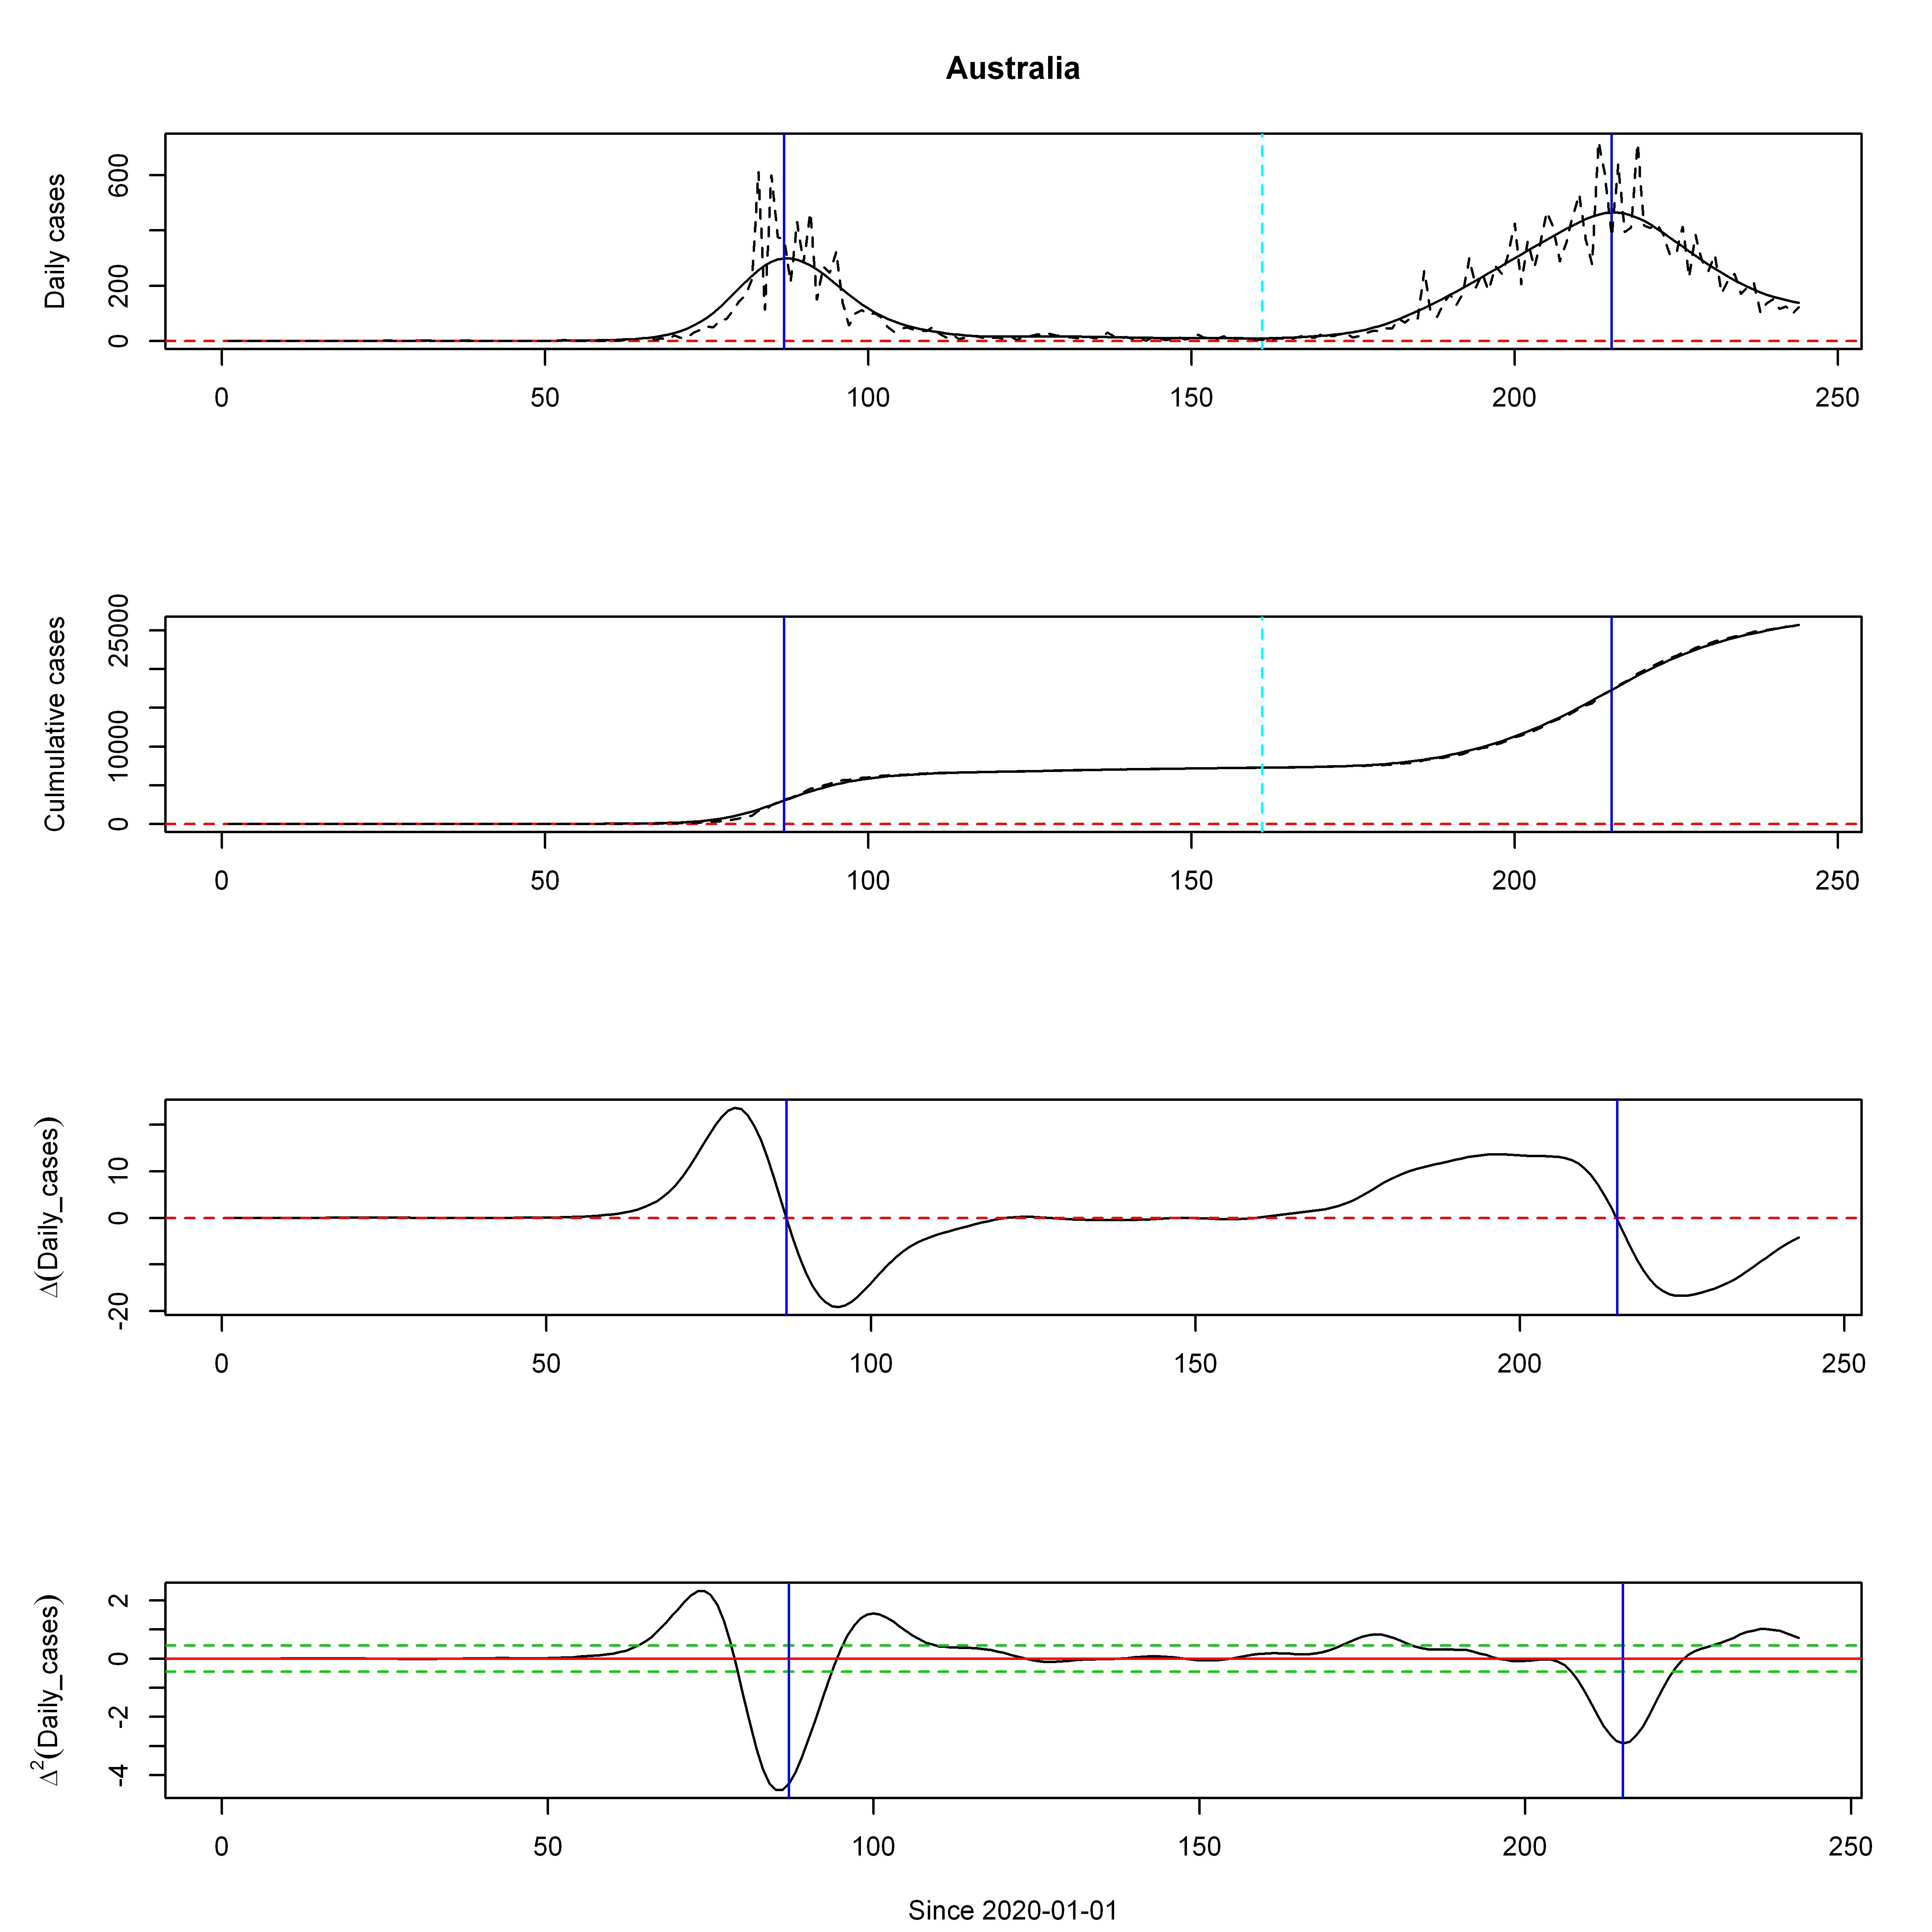 Australia
Daily cases
0 200 600
0 50 100 150 200 250
Culmulative cases
0 10000 25000
0 50 100 150 200 250
Δ(Daily_cases)
-20 0 10
0 50 100 150 200 250
Δ²(Daily_cases)
-4 -2 0 2
0 50 100 150 200 250
Since 2020-01-01